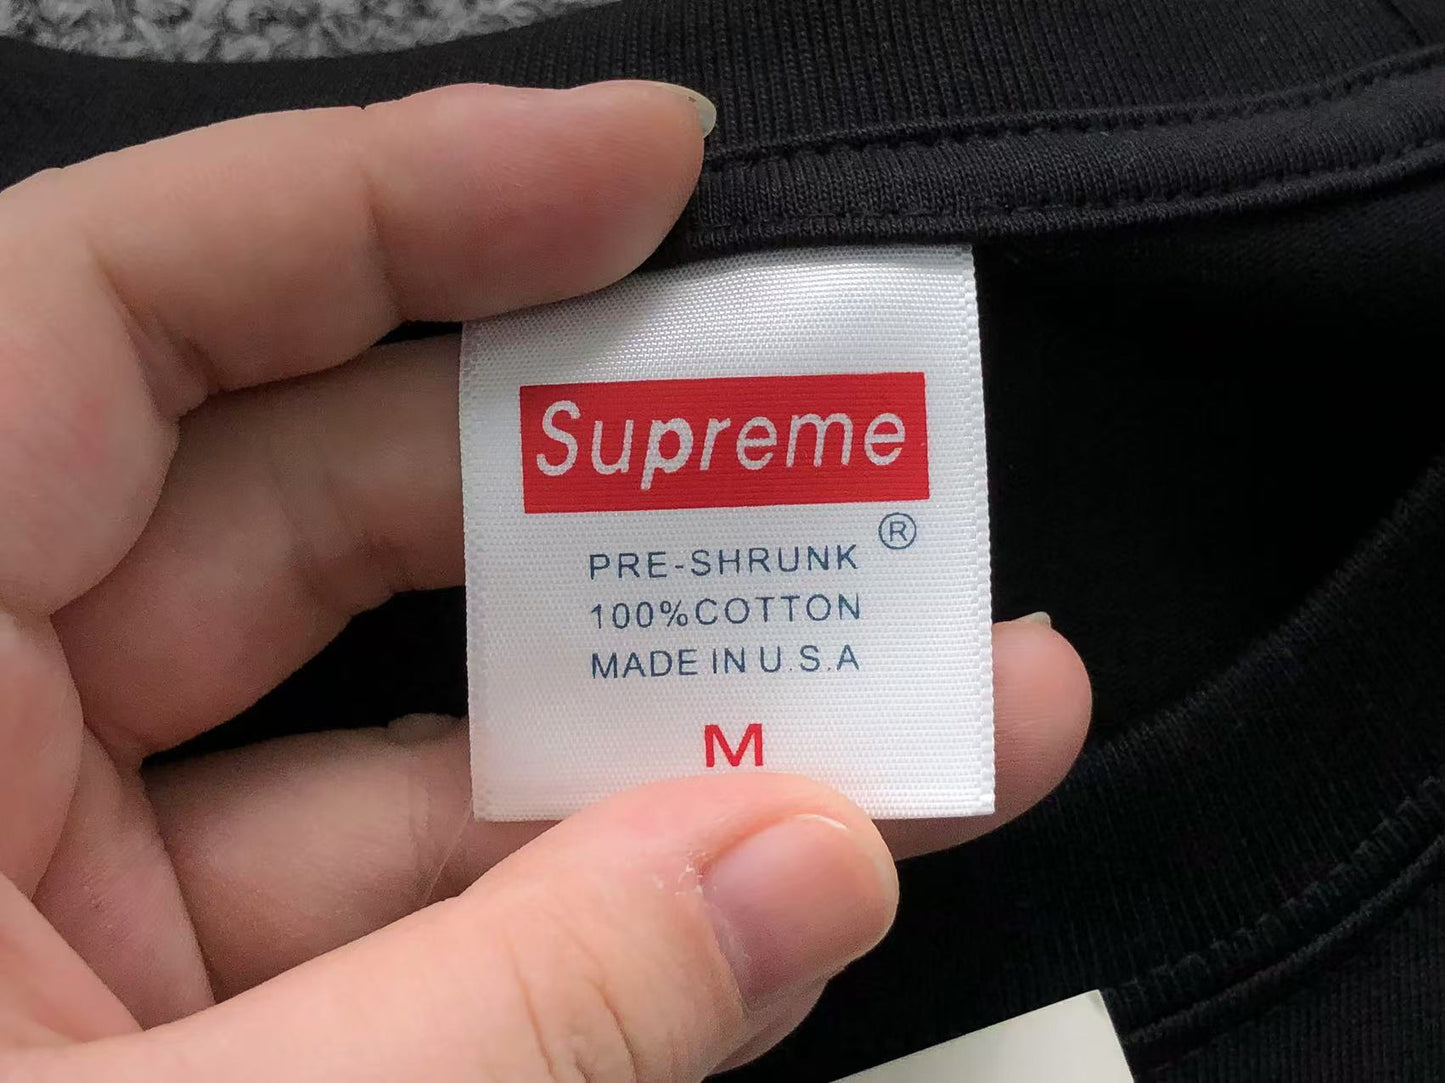 Supreme
®
PRE-SHRUNK
100%COTTON
MADE IN U.S.A
M